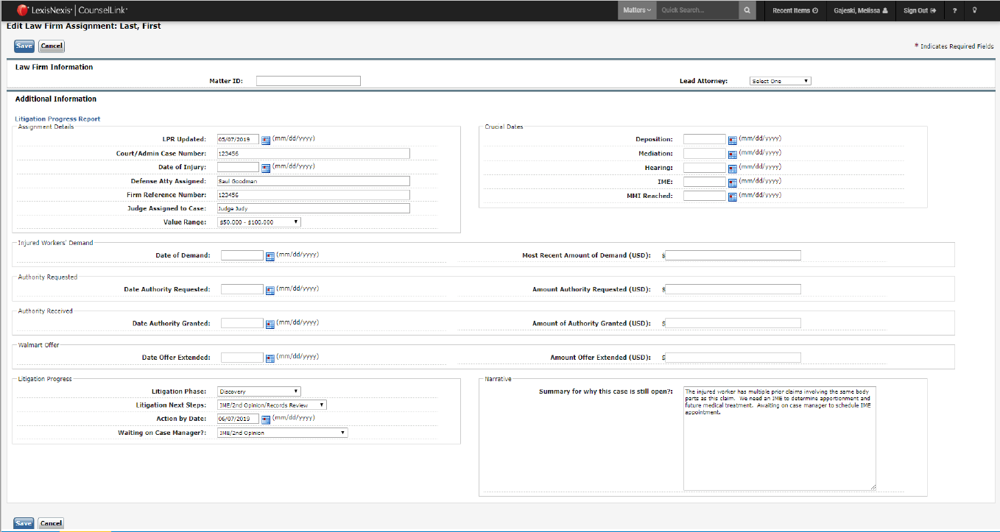 LexisNexis® | CounselLink® Matters Quick Search... Recent Items Gajeski, Melissa Sign Out ?
Edit Law Firm Assignment: Last, First
Save Cancel * Indicates Required Fields
Law Firm Information
Matter ID: Lead Attorney: Select One
Additional Information
Litigation Progress Report
Assignment Details
LPR Updated: 05/07/2019 (mm/dd/yyyy)
Court/Admin Case Number: 123456
Date of Injury: (mm/dd/yyyy)
Defense Atty Assigned: Saul Goodman
Firm Reference Number: 123456
Judge Assigned to Case: Judge Judy
Value Range: $50,000 - $100,000
Crucial Dates
Deposition: (mm/dd/yyyy)
Mediation: (mm/dd/yyyy)
Hearing: (mm/dd/yyyy)
IME: (mm/dd/yyyy)
MMI Reached: (mm/dd/yyyy)
Injured Workers' Demand
Date of Demand: (mm/dd/yyyy) Most Recent Amount of Demand (USD): $
Authority Requested
Date Authority Requested: (mm/dd/yyyy) Amount Authority Requested (USD): $
Authority Received
Date Authority Granted: (mm/dd/yyyy) Amount of Authority Granted (USD): $
Walmart Offer
Date Offer Extended: (mm/dd/yyyy) Amount Offer Extended (USD): $
Litigation Progress
Litigation Phase: Discovery
Litigation Next Steps: IME/2nd Opinion/Records Review
Action by Date: 06/07/2019 (mm/dd/yyyy)
Waiting on Case Manager?: IME/2nd Opinion
Narrative
Summary for why this case is still open?: The injured worker has multiple prior claims involving the same body
parts as this claim. We need an IME to determine apportionment and
future medical treatment. Awaiting on case manager to schedule IME
appointment.
Save Cancel